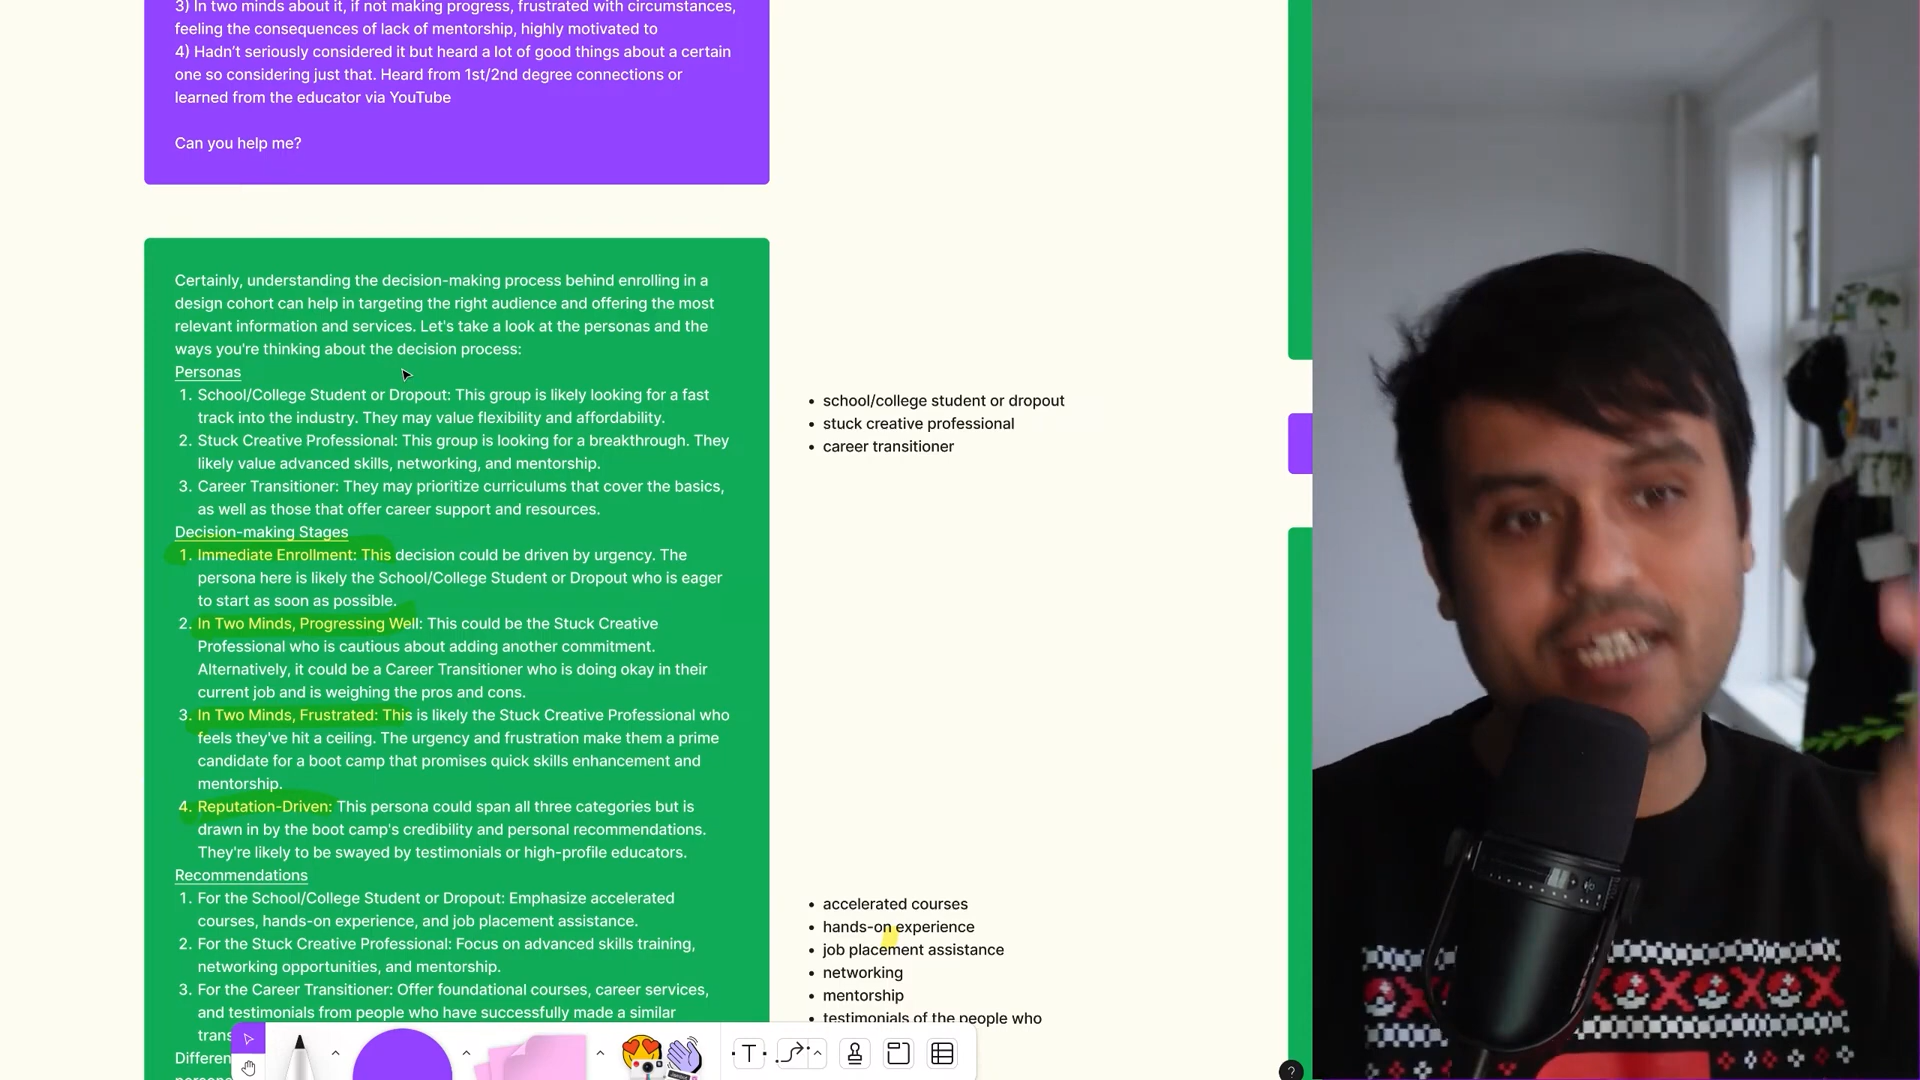 3) In two minds about it, if not making progress, frustrated with circumstances,
feeling the consequences of lack of mentorship, highly motivated to
4) Hadn’t seriously considered it but heard a lot of good things about a certain
one so considering just that. Heard from 1st/2nd degree connections or
learned from the educator via YouTube
Can you help me?
Certainly, understanding the decision-making process behind enrolling in a
design cohort can help in targeting the right audience and offering the most
relevant information and services. Let's take a look at the personas and the
ways you're thinking about the decision process:
Personas
1. School/College Student or Dropout: This group is likely looking for a fast
track into the industry. They may value flexibility and affordability.
2. Stuck Creative Professional: This group is looking for a breakthrough. They
likely value advanced skills, networking, and mentorship.
3. Career Transitioner: They may prioritize curriculums that cover the basics,
as well as those that offer career support and resources.
Decision-making Stages
1. Immediate Enrollment: This decision could be driven by urgency. The
persona here is likely the School/College Student or Dropout who is eager
to start as soon as possible.
2. In Two Minds, Progressing Well: This could be the Stuck Creative
Professional who is cautious about adding another commitment.
Alternatively, it could be a Career Transitioner who is doing okay in their
current job and is weighing the pros and cons.
3. In Two Minds, Frustrated: This is likely the Stuck Creative Professional who
feels they've hit a ceiling. The urgency and frustration make them a prime
candidate for a boot camp that promises quick skills enhancement and
mentorship.
4. Reputation-Driven: This persona could span all three categories but is
drawn in by the boot camp's credibility and personal recommendations.
They're likely to be swayed by testimonials or high-profile educators.
Recommendations
1. For the School/College Student or Dropout: Emphasize accelerated
courses, hands-on experience, and job placement assistance.
2. For the Stuck Creative Professional: Focus on advanced skills training,
networking opportunities, and mentorship.
3. For the Career Transitioner: Offer foundational courses, career services,
and testimonials from people who have successfully made a similar
trans
Differen
• school/college student or dropout
• stuck creative professional
• career transitioner
• accelerated courses
• hands-on experience
• job placement assistance
• networking
• mentorship
• testimonials of the people who
T
?